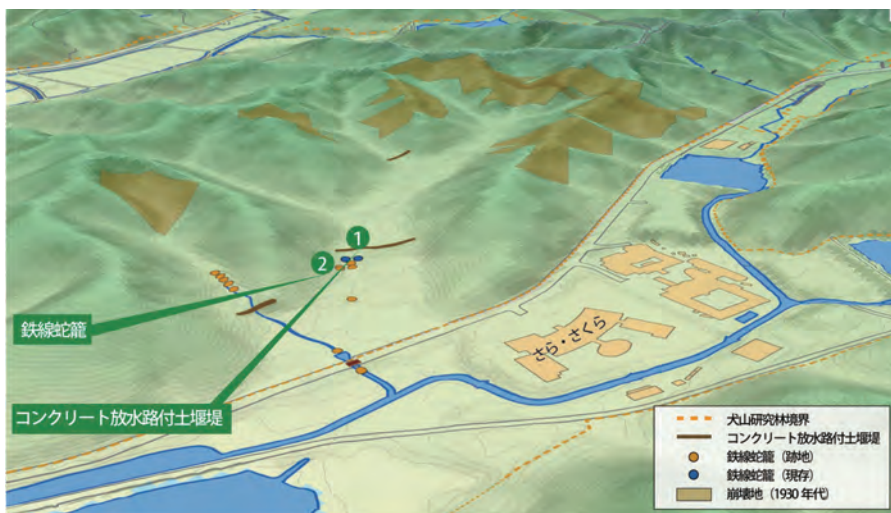 1
2
鉄線蛇籠
コンクリート放水路付土堰堤
さら・さくら
犬山研究林境界
コンクリート放水路付土堰堤
鉄線蛇籠（跡地）
鉄線蛇籠（現存）
崩壊地（1930 年代）